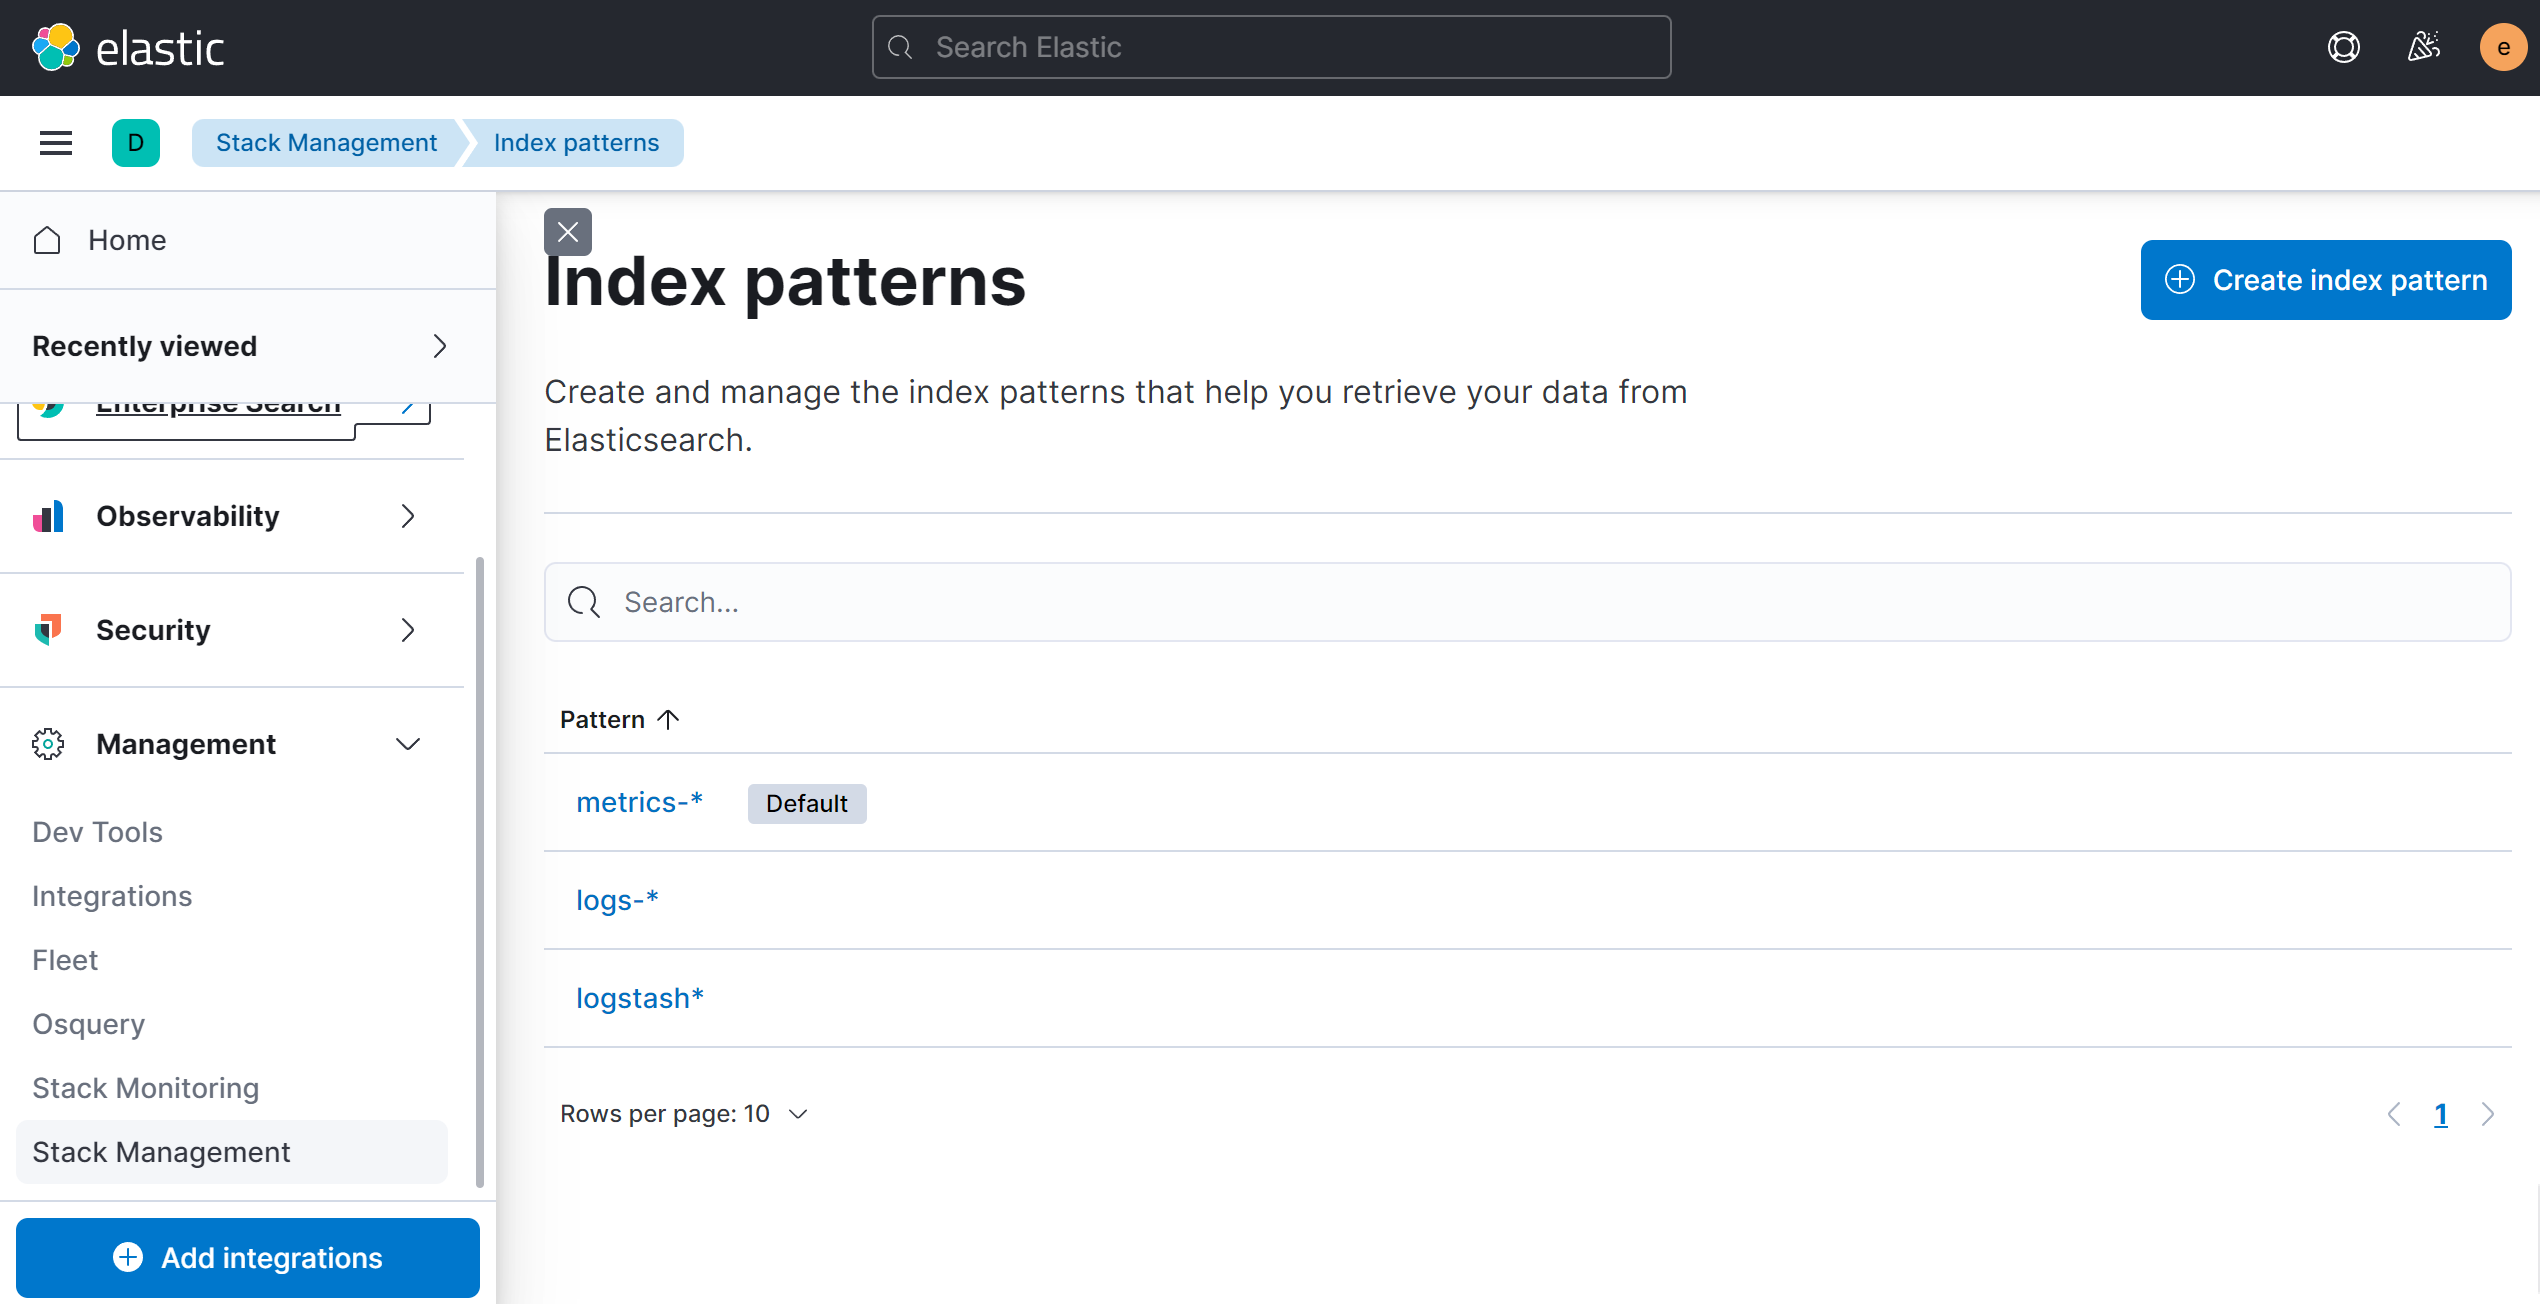 elastic
Search Elastic
e
D
Stack Management
Index patterns
Home
Recently viewed
Enterprise Search
Observability
Security
Management
Dev Tools
Integrations
Fleet
Osquery
Stack Monitoring
Stack Management
Add integrations
Index patterns
Create index pattern
Create and manage the index patterns that help you retrieve your data from
Elasticsearch.
Search...
Pattern
metrics-* Default
logs-*
logstash*
Rows per page: 10
1